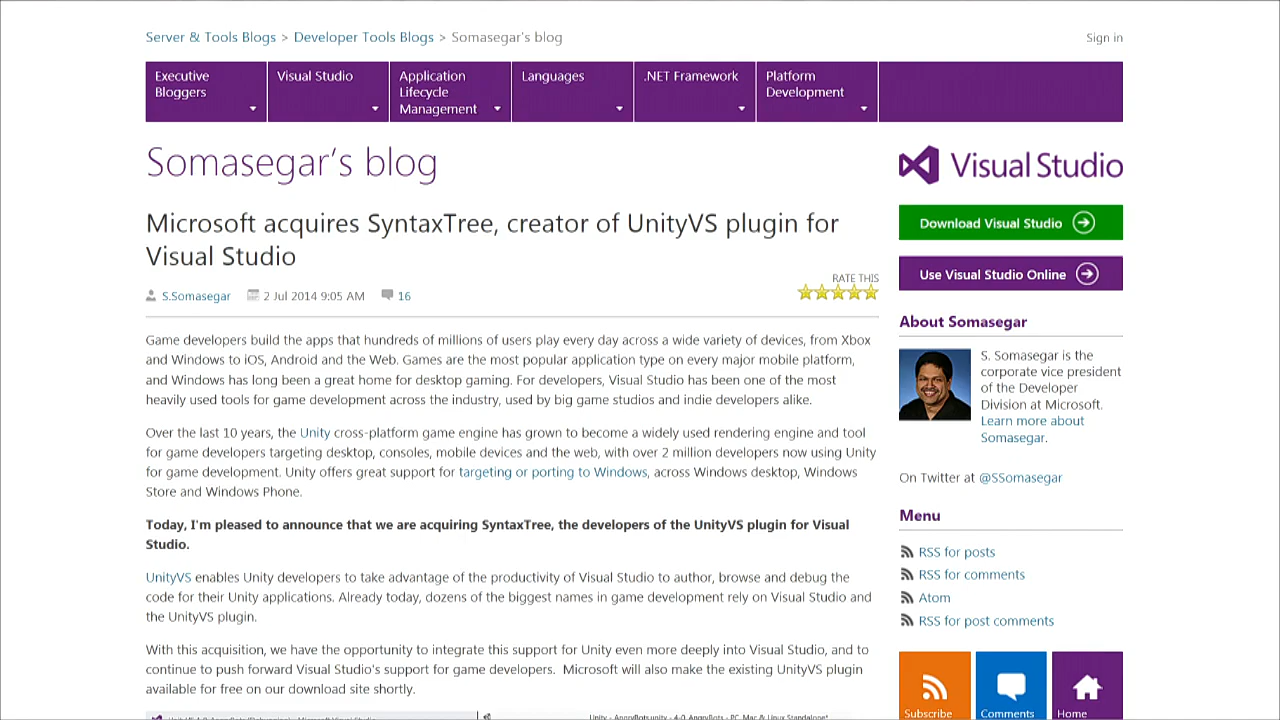 Server & Tools Blogs > Developer Tools Blogs > Somasegar's blog
Sign in
Executive Bloggers
Visual Studio
Application Lifecycle Management
Languages
.NET Framework
Platform Development
Somasegar's blog
Visual Studio
Microsoft acquires SyntaxTree, creator of UnityVS plugin for
Visual Studio
S.Somasegar 2 Jul 2014 9:05 AM 16
RATE THIS
Game developers build the apps that hundreds of millions of users play every day across a wide variety of devices, from Xbox
and Windows to iOS, Android and the Web. Games are the most popular application type on every major mobile platform,
and Windows has long been a great home for desktop gaming. For developers, Visual Studio has been one of the most
heavily used tools for game development across the industry, used by big game studios and indie developers alike.
Over the last 10 years, the Unity cross-platform game engine has grown to become a widely used rendering engine and tool
for game developers targeting desktop, consoles, mobile devices and the web, with over 2 million developers now using Unity
for game development. Unity offers great support for targeting or porting to Windows, across Windows desktop, Windows
Store and Windows Phone.
Today, I'm pleased to announce that we are acquiring SyntaxTree, the developers of the UnityVS plugin for Visual
Studio.
UnityVS enables Unity developers to take advantage of the productivity of Visual Studio to author, browse and debug the
code for their Unity applications. Already today, dozens of the biggest names in game development rely on Visual Studio and
the UnityVS plugin.
With this acquisition, we have the opportunity to integrate this support for Unity even more deeply into Visual Studio, and to
continue to push forward Visual Studio's support for game developers. Microsoft will also make the existing UnityVS plugin
available for free on our download site shortly.
Download Visual Studio
Use Visual Studio Online
About Somasegar
S. Somasegar is the
corporate vice president
of the Developer
Division at Microsoft.
Learn more about
Somasegar.
On Twitter at @SSomasegar
Menu
RSS for posts
RSS for comments
Atom
RSS for post comments
Subscribe
Comments
Home